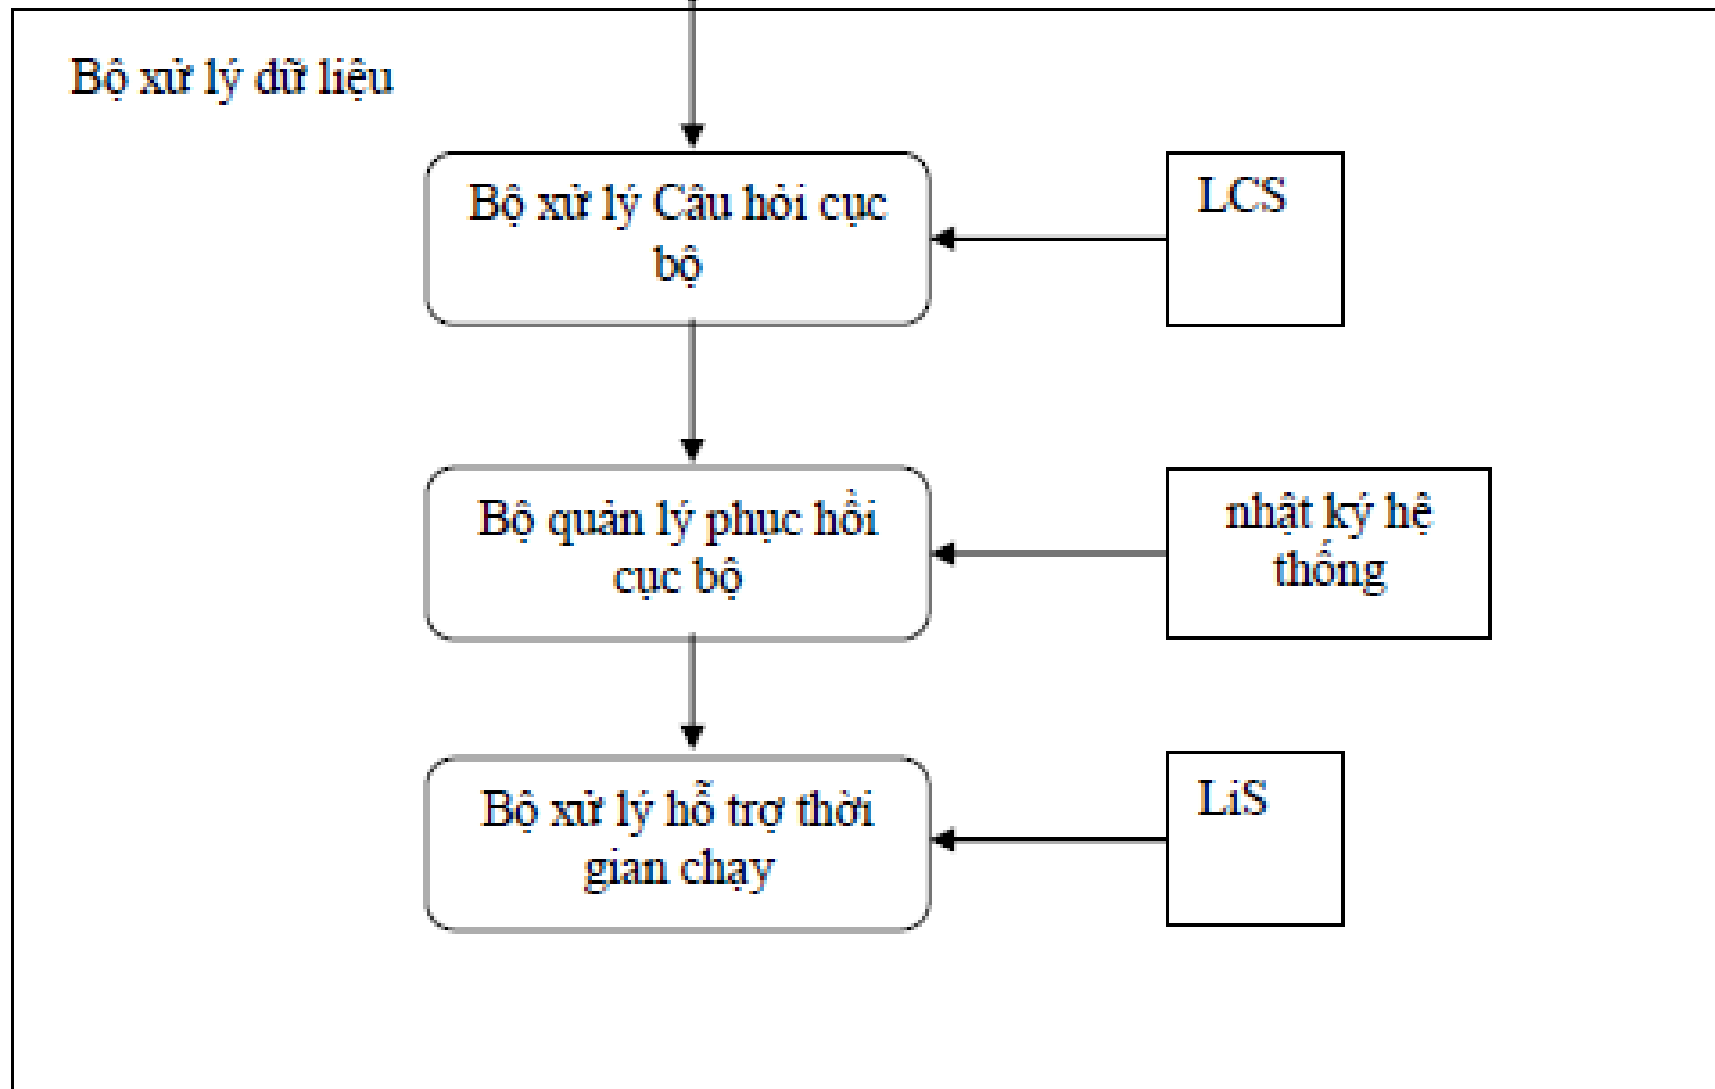 Bộ xử lý dữ liệu
Bộ xử lý Câu hỏi cục
bộ
LCS
Bộ quản lý phục hồi
cục bộ
nhật ký hệ
thống
Bộ xử lý hỗ trợ thời
gian chạy
LiS